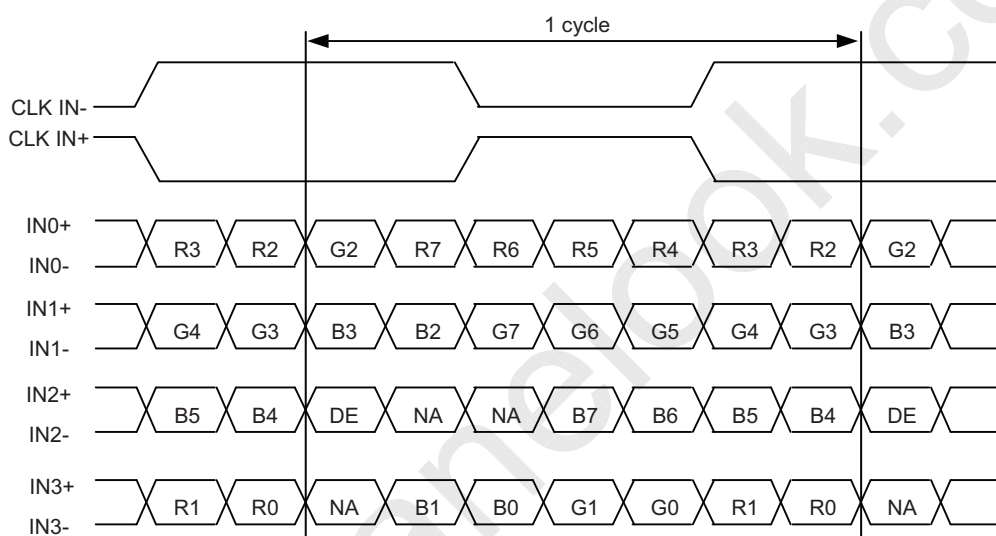 1 cycle
CLK IN-
CLK IN+
IN0+
R3 R2 G2 R7 R6 R5 R4 R3 R2 G2
IN0-
IN1+
G4 G3 B3 B2 G7 G6 G5 G4 G3 B3
IN1-
IN2+
B5 B4 DE NA NA B7 B6 B5 B4 DE
IN2-
IN3+
R1 R0 NA B1 B0 G1 G0 R1 R0 NA
IN3-
anelook.co